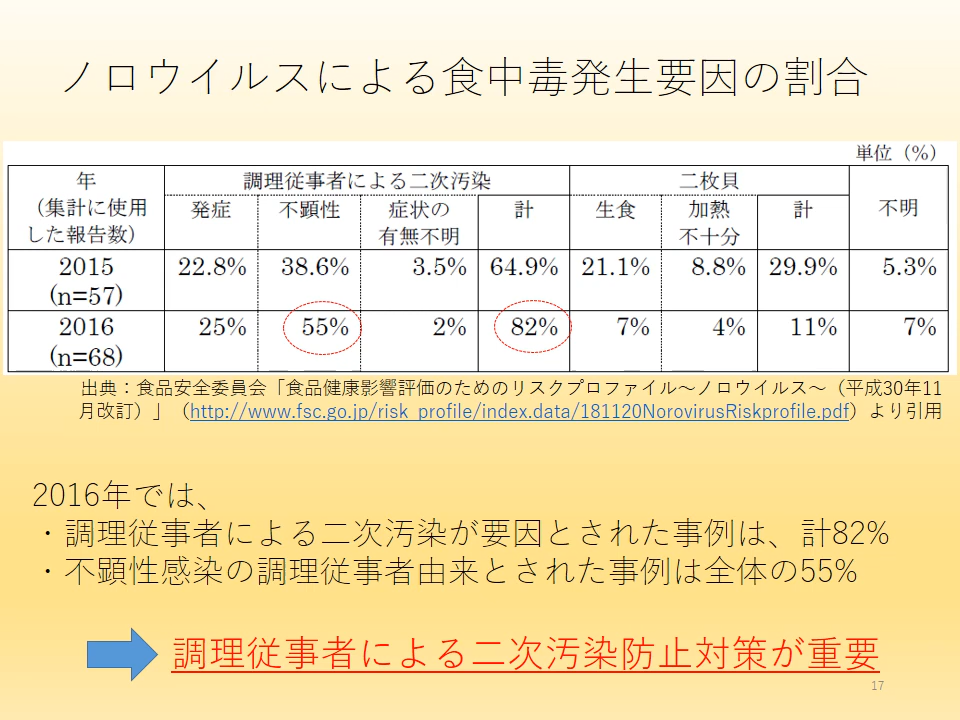 ノロウイルスによる食中毒発生要因の割合
単位（%）
年
（集計に使用
した報告数）
調理従事者による二次汚染
二枚貝
不明
発症
不顕性
症状の
有無不明
計
生食
加熱
不十分
計
2015
(n=57)
22.8%
38.6%
3.5%
64.9%
21.1%
8.8%
29.9%
5.3%
2016
(n=68)
25%
55%
2%
82%
7%
4%
11%
7%
出典：食品安全委員会「食品健康影響評価のためのリスクプロファイル～ノロウイルス～（平成30年11
月改訂）」（http://www.fsc.go.jp/risk_profile/index.data/181120NorovirusRiskprofile.pdf）より引用
2016年では、
・調理従事者による二次汚染が要因とされた事例は、計82%
・不顕性感染の調理従事者由来とされた事例は全体の55%
調理従事者による二次汚染防止対策が重要
17